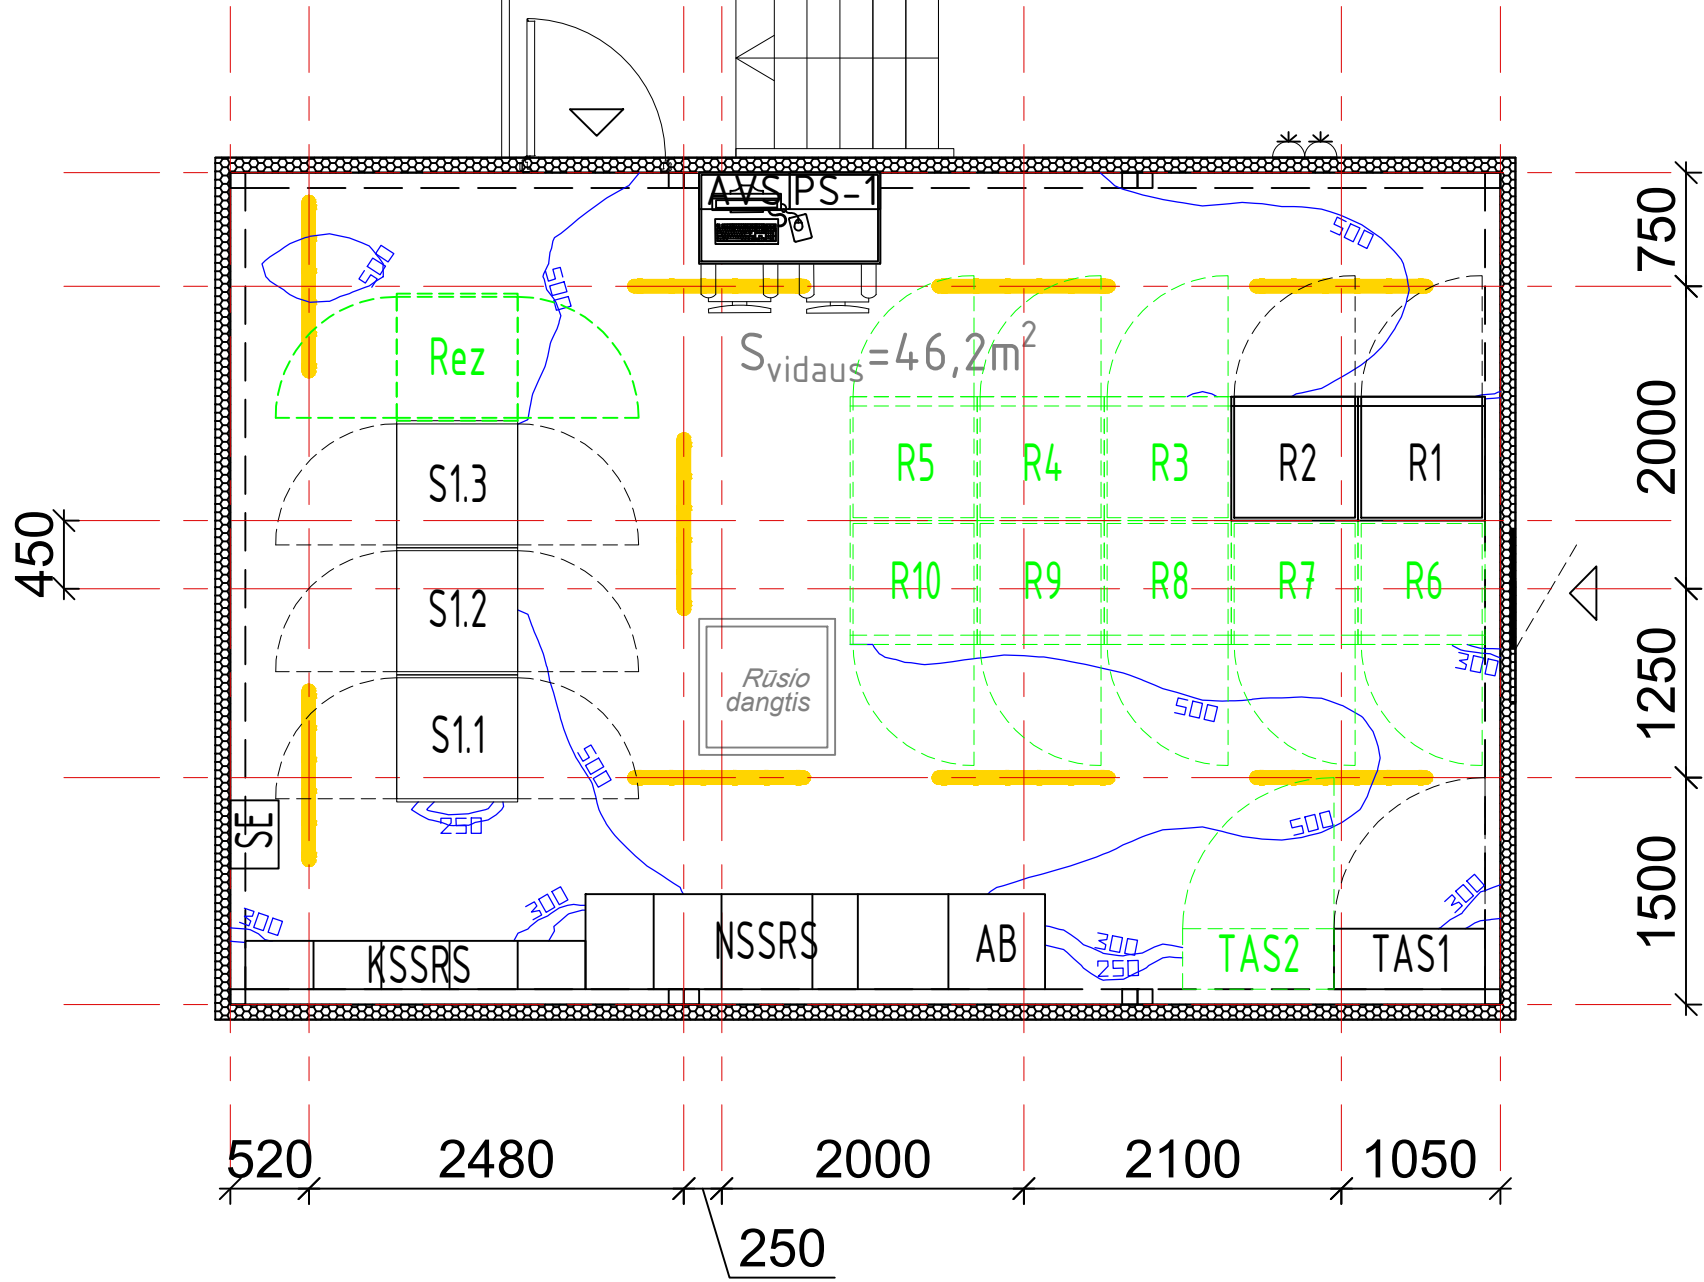 AVS PS-1
750
500
500
500
Rez
Svidaus=46,2m²
2000
S1.3
R5
R4
R3
R2
R1
450
S1.2
R10
R9
R8
R7
R6
Rūsio
dangtis
300
1250
S1.1
500
500
SE
250
500
1500
300
300
300
KSSRS
NSSRS
AB
300
250
TAS2
TAS1
520
2480
2000
2100
1050
250